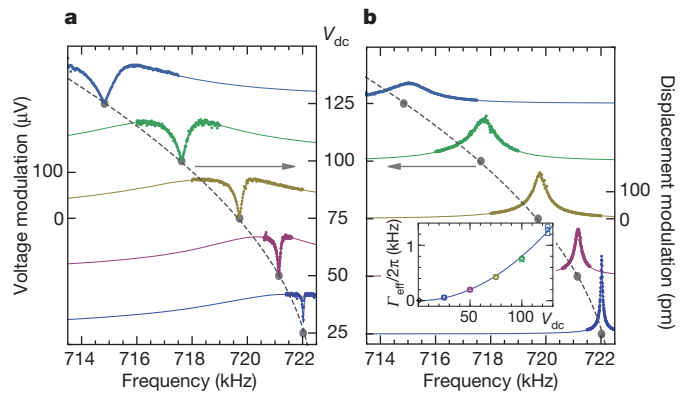 a
V_dc
b
Voltage modulation (µV)
100
0
125
100
75
50
25
714
716
718
720
722
Frequency (kHz)
Displacement modulation (pm)
100
0
Γ_eff/2π (kHz)
1
0
50
100
V_dc
714
716
718
720
722
Frequency (kHz)